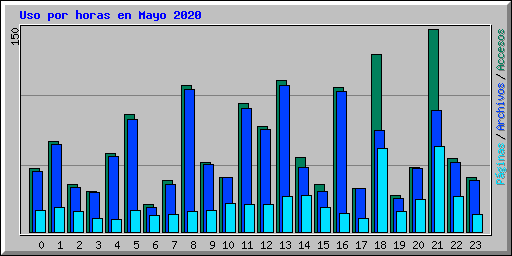 Uso por horas en Mayo 2020
150
0 1 2 3 4 5 6 7 8 9 10 11 12 13 14 15 16 17 18 19 20 21 22 23
Páginas / Archivos / Accesos